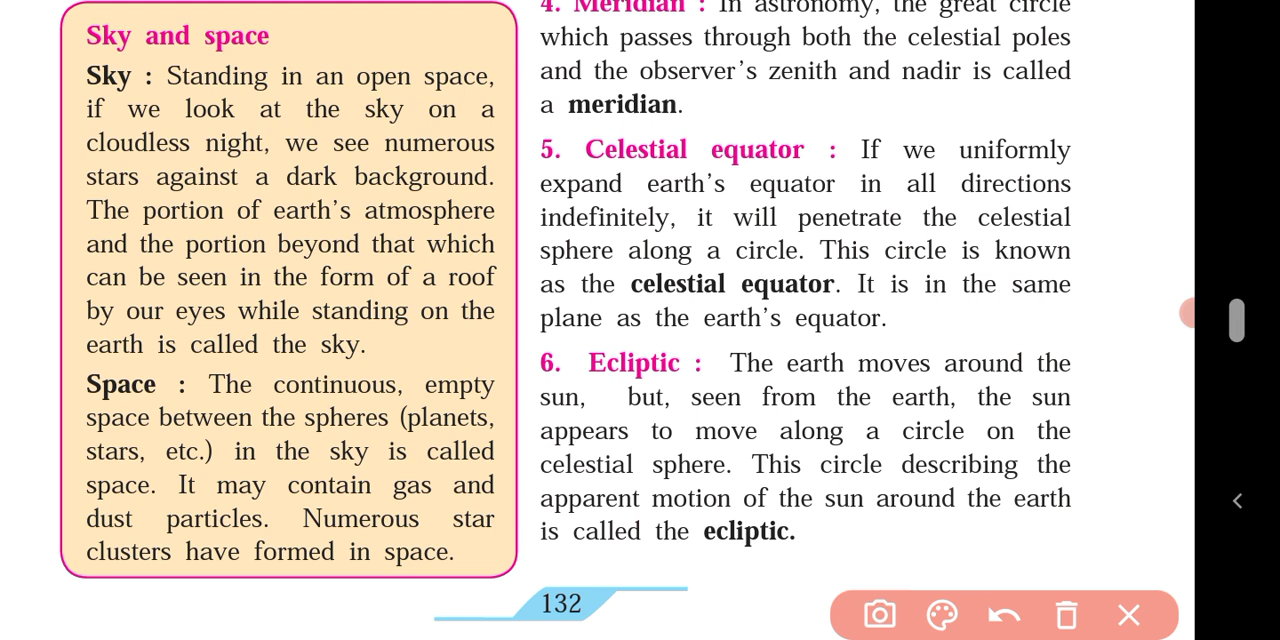 Sky and space
Sky : Standing in an open space,
if we look at the sky on a
cloudless night, we see numerous
stars against a dark background.
The portion of earth's atmosphere
and the portion beyond that which
can be seen in the form of a roof
by our eyes while standing on the
earth is called the sky.
Space : The continuous, empty
space between the spheres (planets,
stars, etc.) in the sky is called
space. It may contain gas and
dust particles. Numerous star
clusters have formed in space.
4. Meridian : In astronomy, the great circle
which passes through both the celestial poles
and the observer's zenith and nadir is called
a meridian.
5. Celestial equator : If we uniformly
expand earth's equator in all directions
indefinitely, it will penetrate the celestial
sphere along a circle. This circle is known
as the celestial equator. It is in the same
plane as the earth's equator.
6. Ecliptic : The earth moves around the
sun, but, seen from the earth, the sun
appears to move along a circle on the
celestial sphere. This circle describing the
apparent motion of the sun around the earth
is called the ecliptic.
132